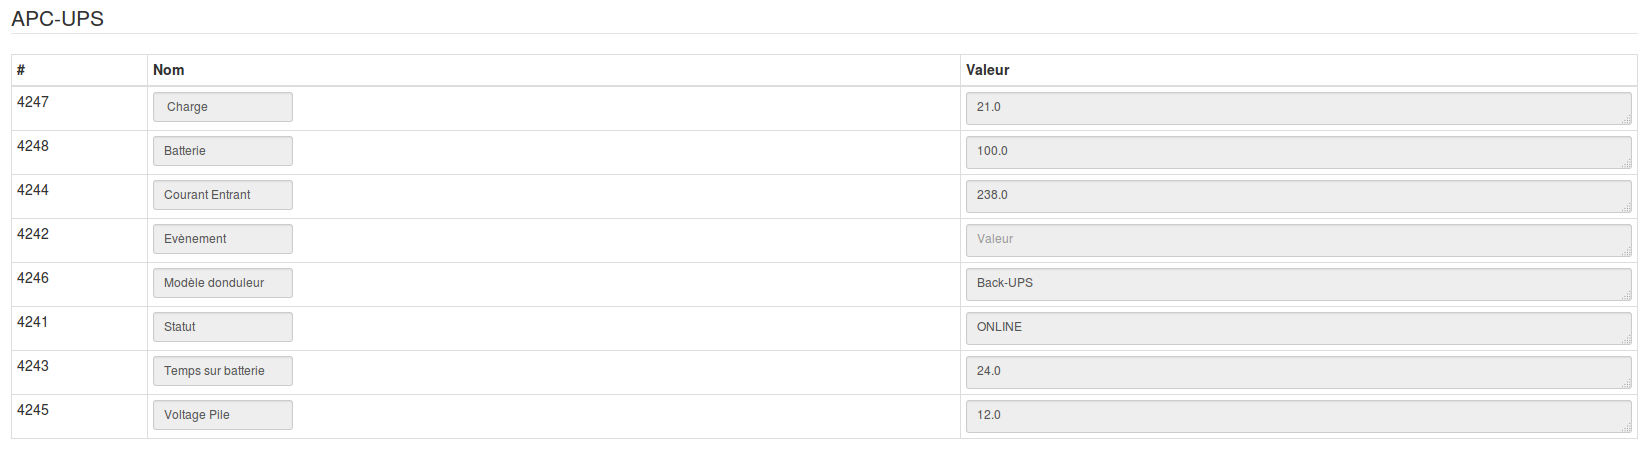 APC-UPS
# Nom Valeur
4247 Charge 21.0
4248 Batterie 100.0
4244 Courant Entrant 238.0
4242 Evènement Valeur
4246 Modèle donduleur Back-UPS
4241 Statut ONLINE
4243 Temps sur batterie 24.0
4245 Voltage Pile 12.0